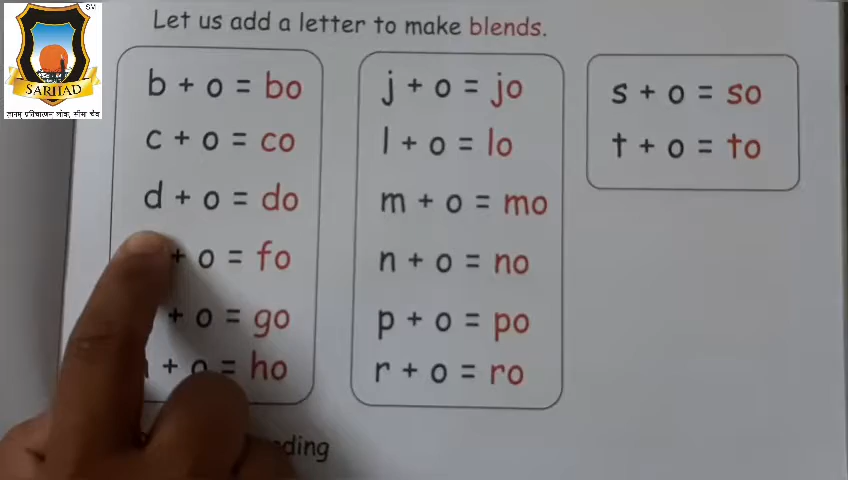 SM
SARHAD
Let us add a letter to make blends.
b + o = bo
c + o = co
d + o = do
+ o = fo
+ o = go
+ o = ho
j + o = jo
l + o = lo
m + o = mo
n + o = no
p + o = po
r + o = ro
s + o = so
t + o = to